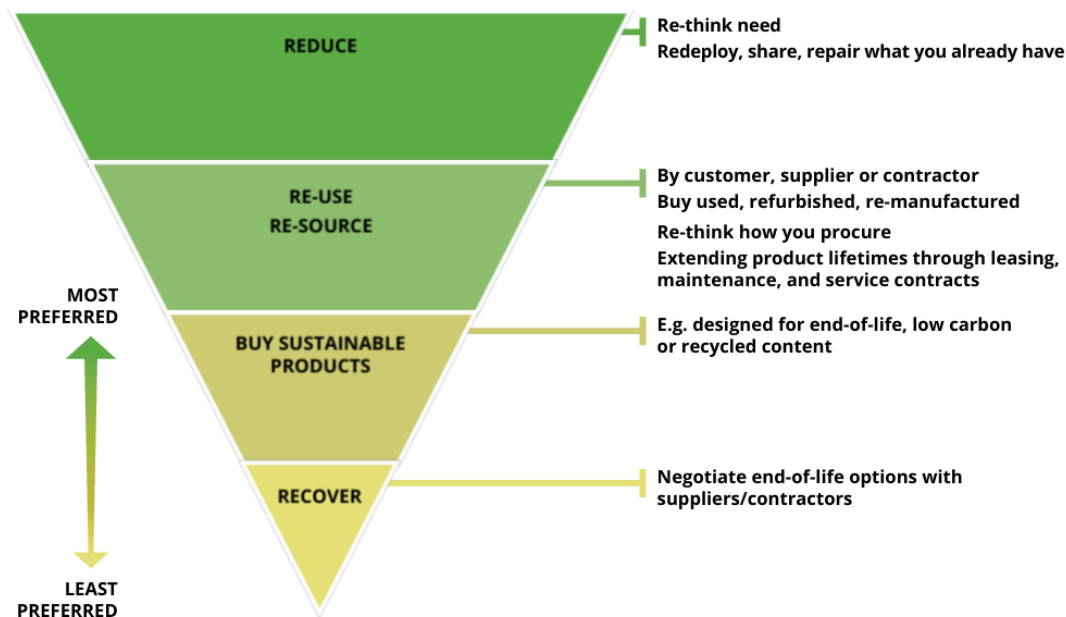 REDUCE
Re-think need
Redeploy, share, repair what you already have
RE-USE
RE-SOURCE
By customer, supplier or contractor
Buy used, refurbished, re-manufactured
Re-think how you procure
Extending product lifetimes through leasing,
maintenance, and service contracts
MOST
PREFERRED
BUY SUSTAINABLE
PRODUCTS
E.g. designed for end-of-life, low carbon
or recycled content
RECOVER
Negotiate end-of-life options with
suppliers/contractors
LEAST
PREFERRED